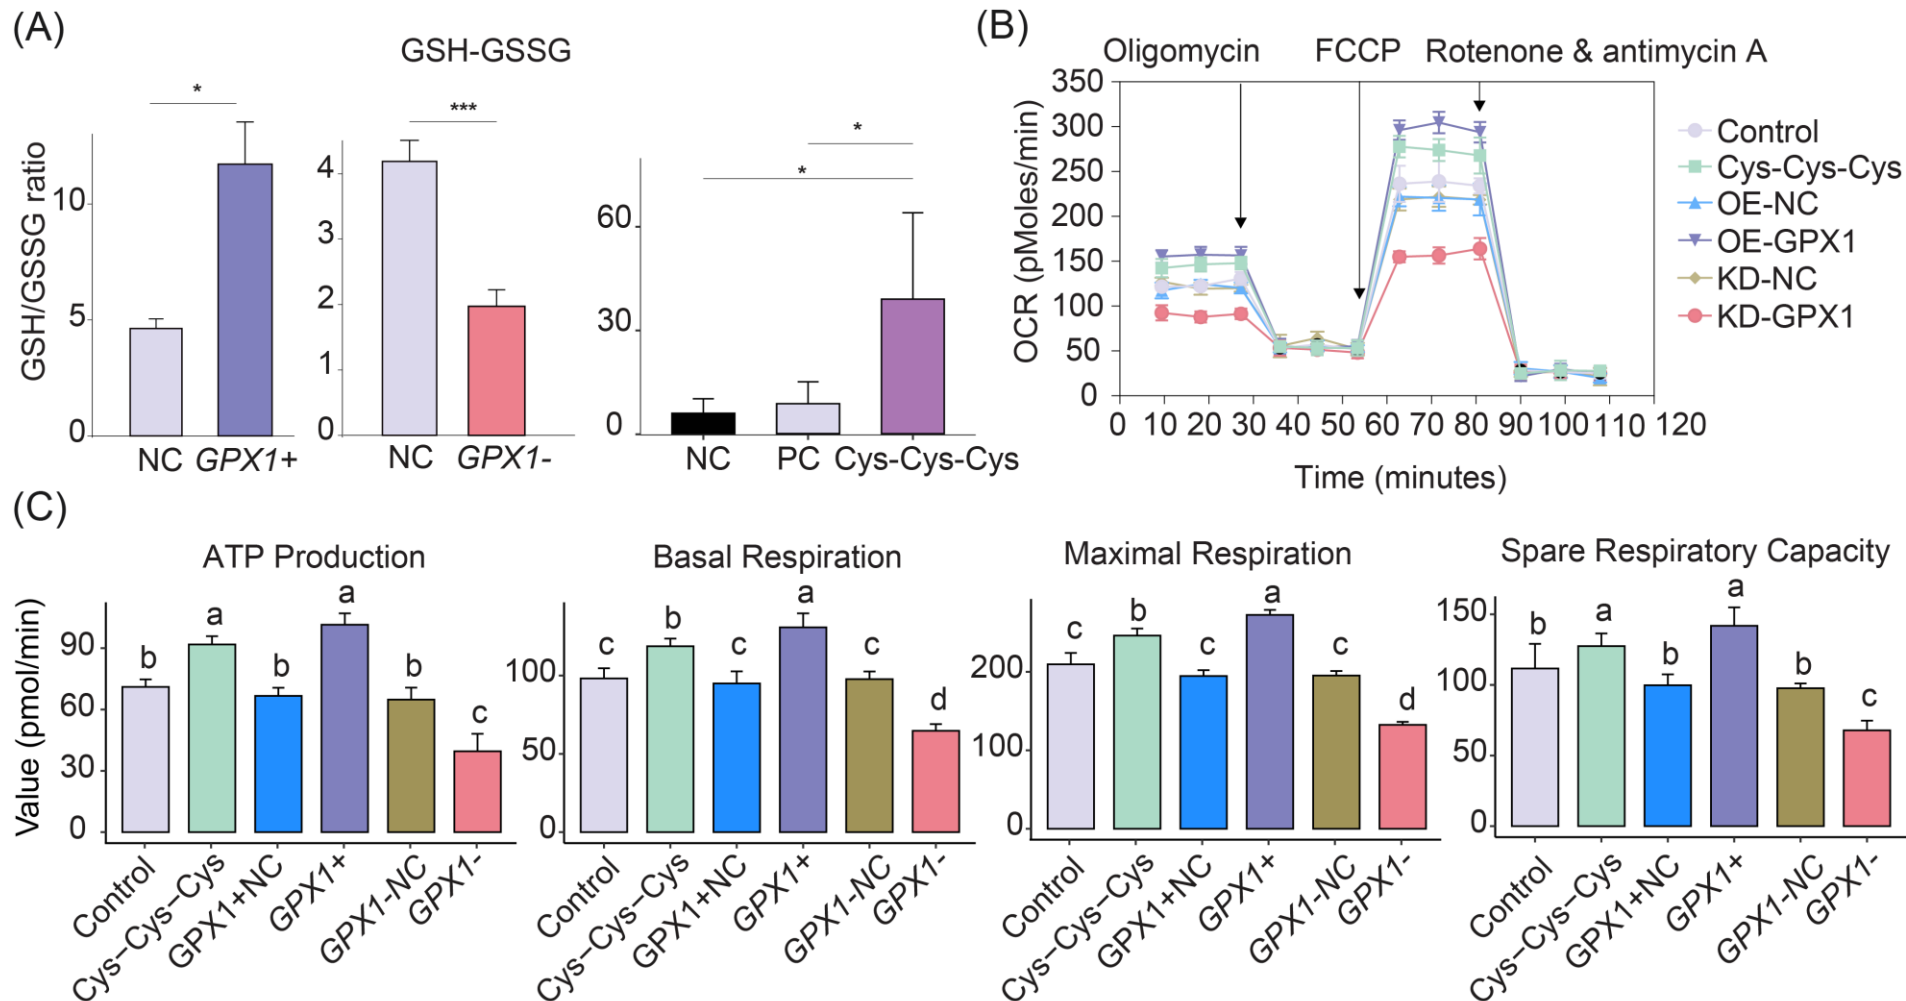 (A)
GSH-GSSG
GSH/GSSG ratio
*
10
5
0
NC GPX1+
***
4
3
2
1
0
NC GPX1-
*
*
60
30
0
NC PC Cys-Cys-Cys
(B)
Oligomycin FCCP Rotenone & antimycin A
OCR (pMoles/min)
350
300
250
200
150
100
50
0
0 10 20 30 40 50 60 70 80 90 100 110 120
Time (minutes)
Control
Cys-Cys-Cys
OE-NC
OE-GPX1
KD-NC
KD-GPX1
(C)
Value (pmol/min)
ATP Production
90
60
30
0
b a b a b c
Control Cys-Cys-Cys GPX1+NC GPX1+ GPX1-NC GPX1-
Basal Respiration
100
50
0
c b c a c d
Control Cys-Cys-Cys GPX1+NC GPX1+ GPX1-NC GPX1-
Maximal Respiration
200
100
0
c b c a c d
Control Cys-Cys-Cys GPX1+NC GPX1+ GPX1-NC GPX1-
Spare Respiratory Capacity
150
100
50
0
b a b a b c
Control Cys-Cys-Cys GPX1+NC GPX1+ GPX1-NC GPX1-